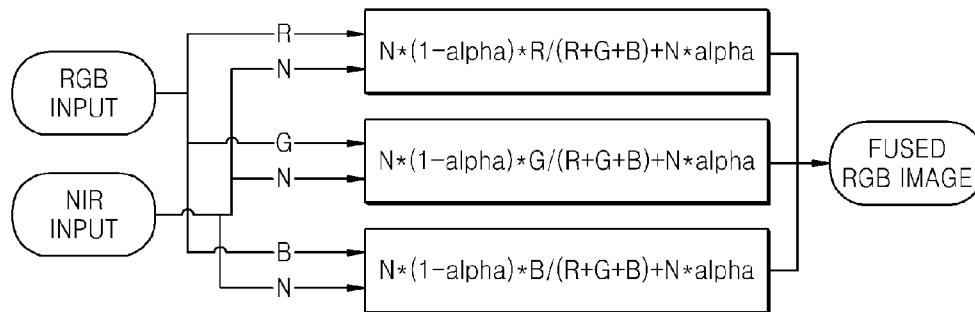 RGB
INPUT
NIR
INPUT
R
N
G
N
B
N
N*(1-alpha)*R/(R+G+B)+N*alpha
N*(1-alpha)*G/(R+G+B)+N*alpha
N*(1-alpha)*B/(R+G+B)+N*alpha
FUSED
RGB IMAGE